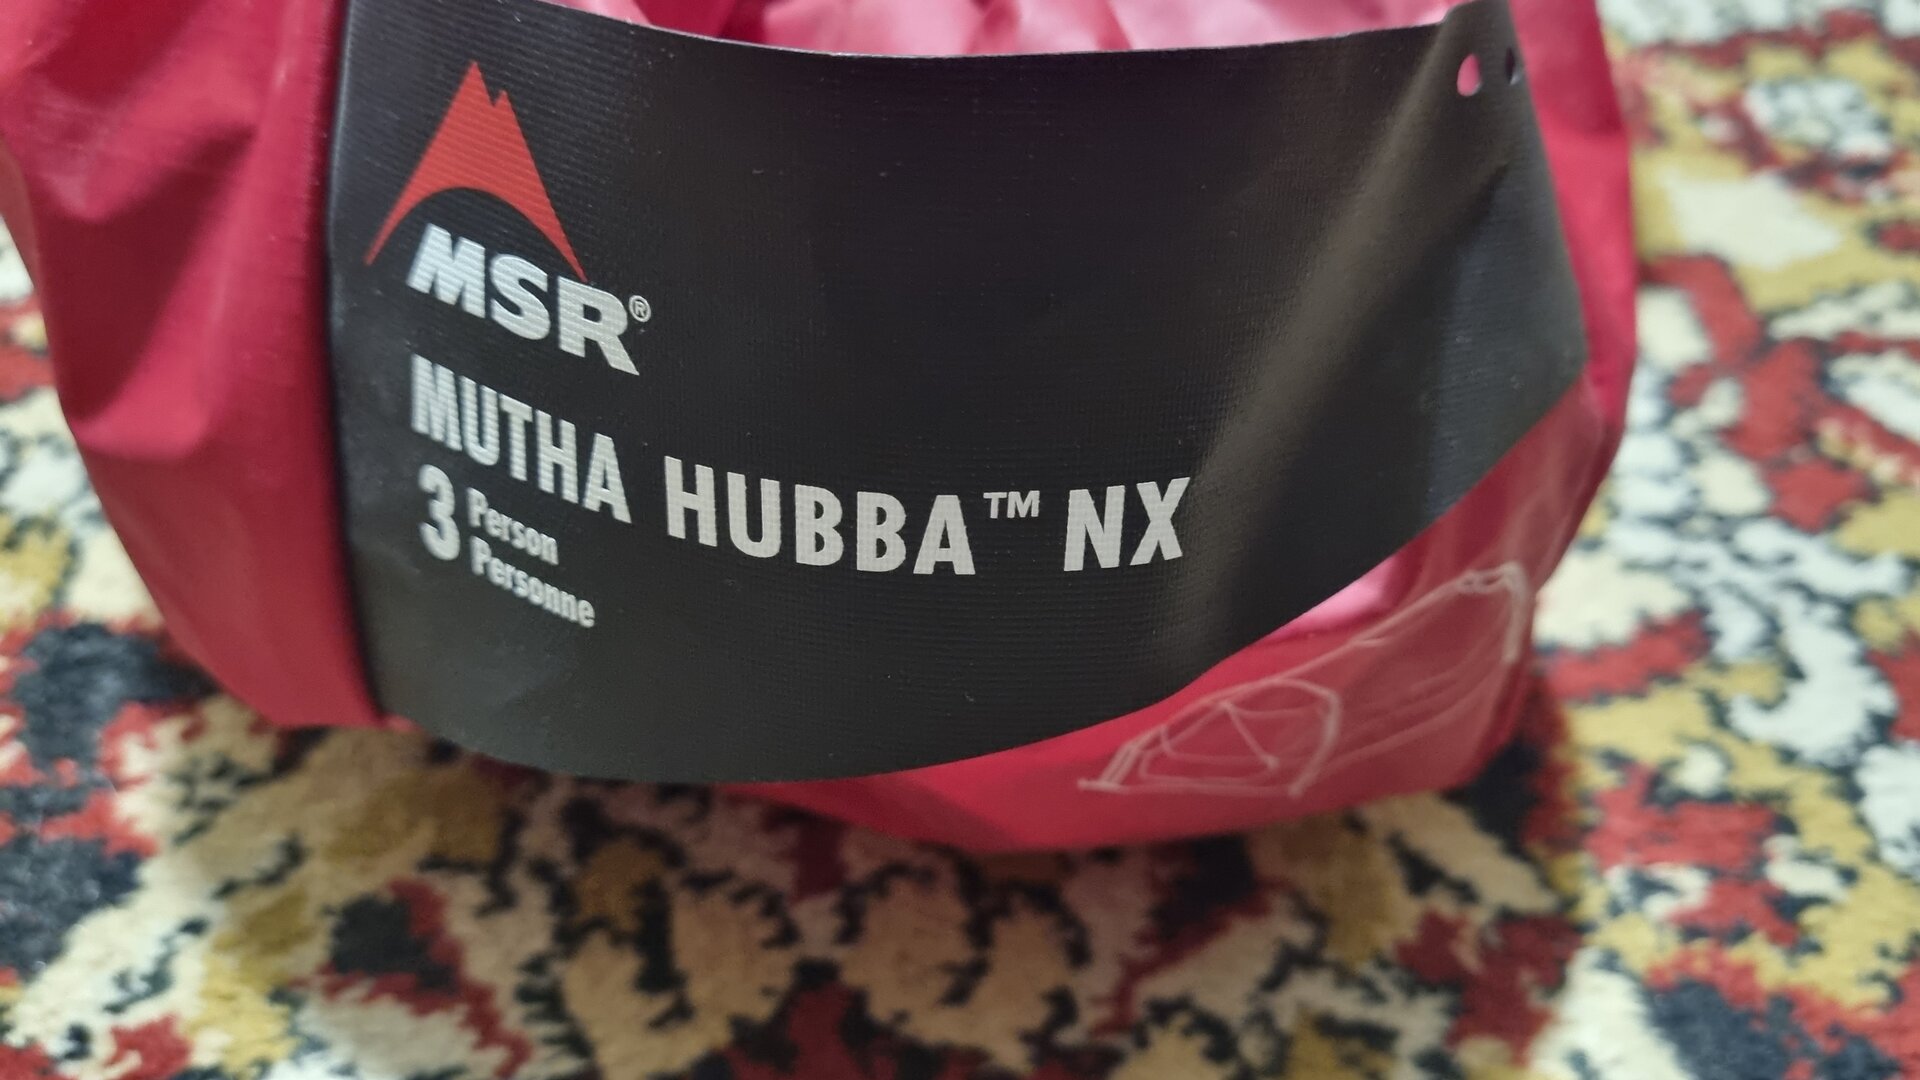 MSR®
MUTHA HUBBA™ NX
3 Person
Personne